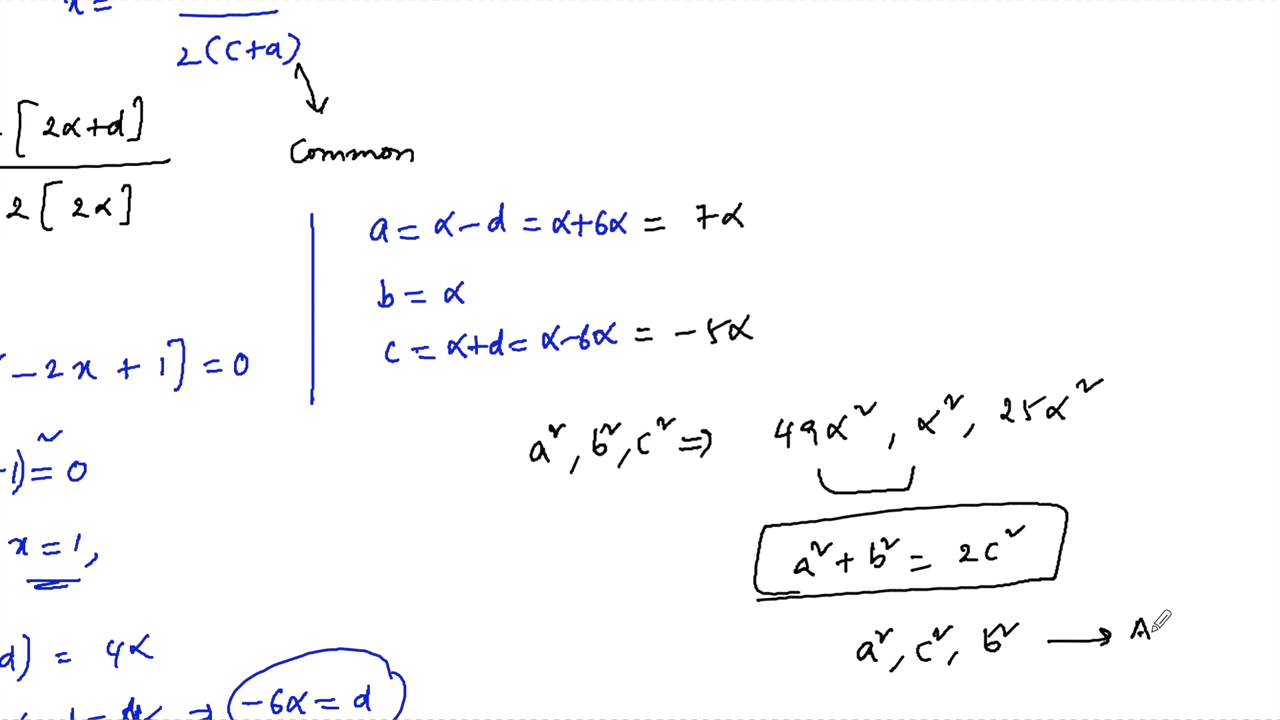 x =
2(c+a)
[2α+d]
2[2α]
Common
a = α-d = α+6α = 7α
b = α
c = α+d = α-6α = -5α
-2x + 1] = 0
-1)² = 0
x = 1,
a², b², c² ⇒ 49α², α², 25α²
a² + b² = 2c²
a², c², b² → A
d) = 4α
⇒ -6α = d